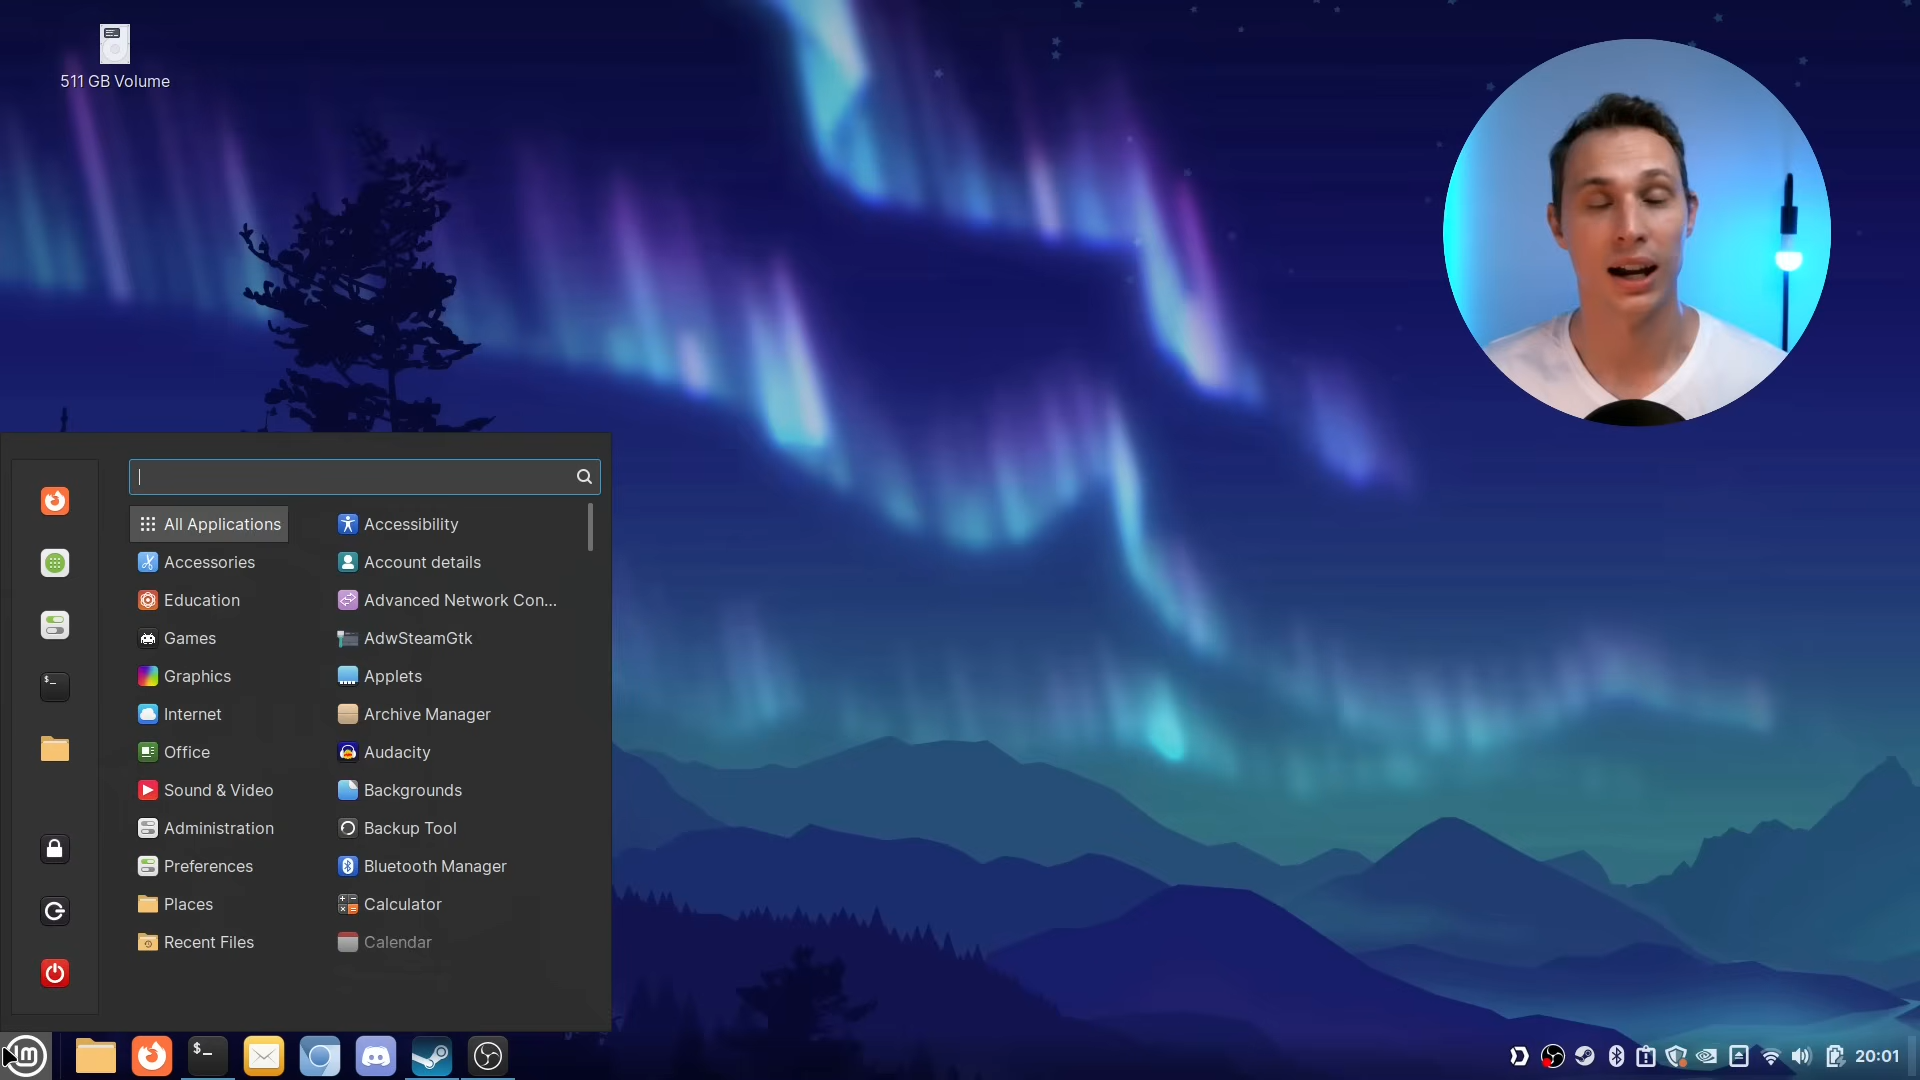 511 GB Volume
All Applications
Accessories
Education
Games
Graphics
Internet
Office
Sound & Video
Administration
Preferences
Places
Recent Files
Accessibility
Account details
Advanced Network Con...
AdwSteamGtk
Applets
Archive Manager
Audacity
Backgrounds
Backup Tool
Bluetooth Manager
Calculator
Calendar
20:01